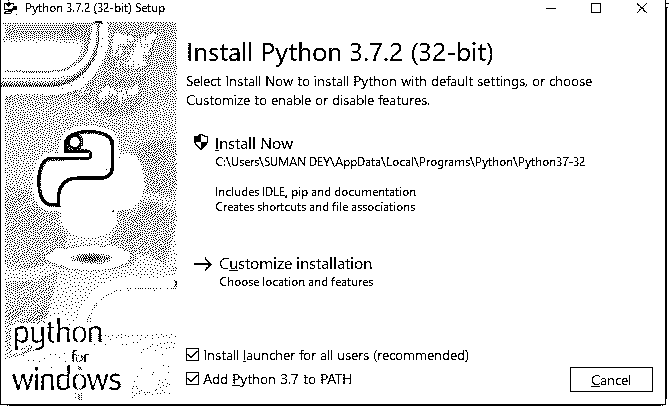 Python 3.7.2 (32-bit) Setup
Install Python 3.7.2 (32-bit)
Select Install Now to install Python with default settings, or choose
Customize to enable or disable features.
Install Now
C:\Users\SUMAN DEY\AppData\Local\Programs\Python\Python37-32
Includes IDLE, pip and documentation
Creates shortcuts and file associations
Customize installation
Choose location and features
python
for
windows
Install launcher for all users (recommended)
Add Python 3.7 to PATH
Cancel